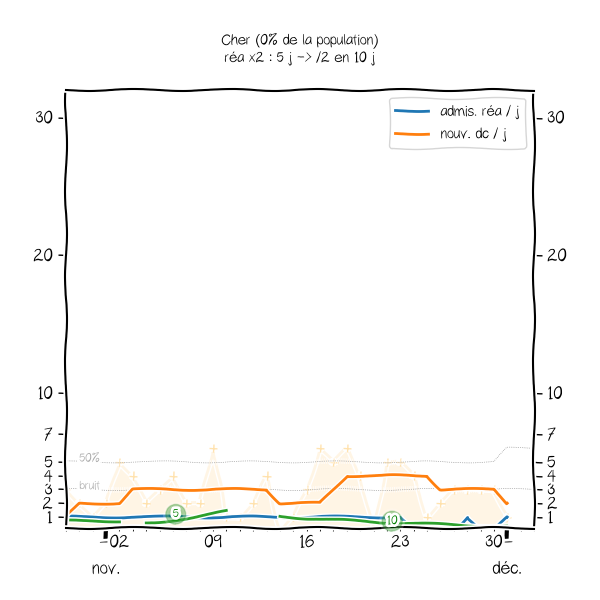 Cher (0% de la population)
réa x2 : 5 j -> /2 en 10 j
admis. réa / j
nouv. dc / j
30 30
20 20
10 10
7 7
50%
5 5
4 4
bruit
3 3
2 2
1 1
5
10
02 09 16 23 30
nov. déc.